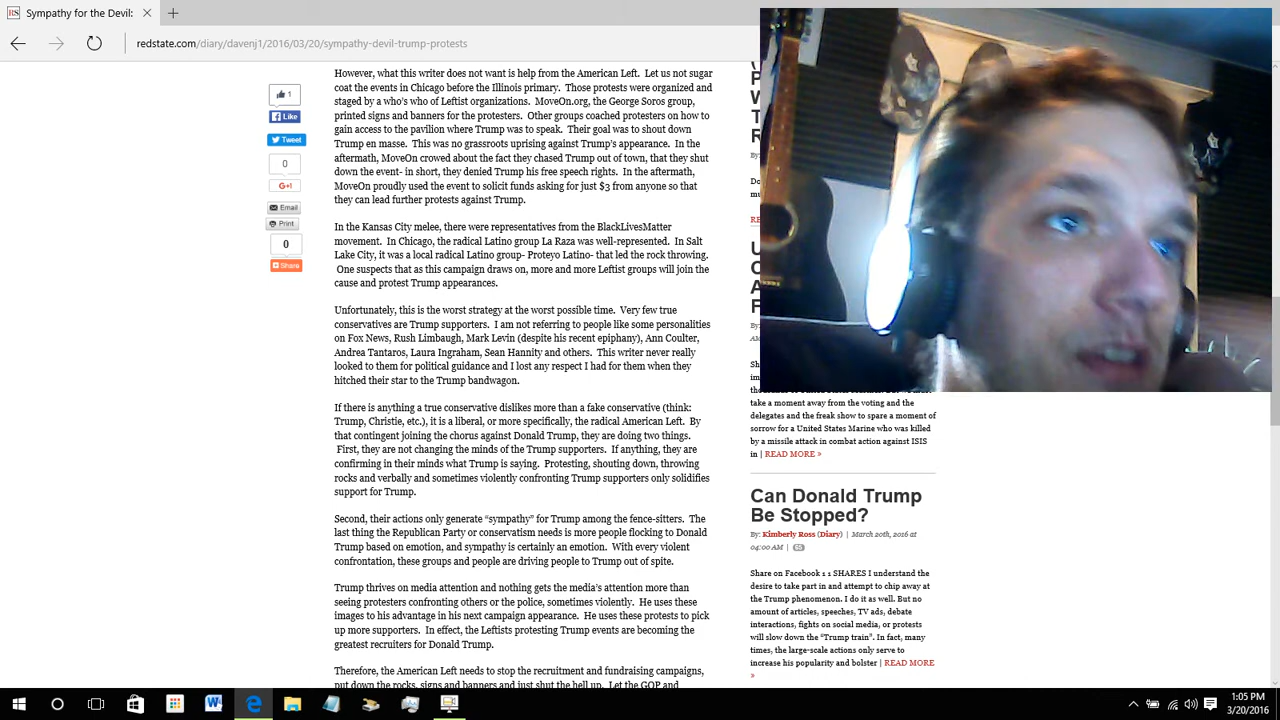 RS Sympathy for the Devil:
redstate.com/diary/davenj1/2016/03/20/sympathy-devil-trump-protests
1
Like
Tweet
0
G+1
Email
Print
0
Share
However, what this writer does not want is help from the American Left. Let us not sugar
coat the events in Chicago before the Illinois primary. Those protests were organized and
staged by a who's who of Leftist organizations. MoveOn.org, the George Soros group,
printed signs and banners for the protesters. Other groups coached protesters on how to
gain access to the pavilion where Trump was to speak. Their goal was to shout down
Trump en masse. This was no grassroots uprising against Trump's appearance. In the
aftermath, MoveOn crowed about the fact they chased Trump out of town, that they shut
down the event- in short, they denied Trump his free speech rights. In the aftermath,
MoveOn proudly used the event to solicit funds asking for just $3 from anyone so that
they can lead further protests against Trump.
In the Kansas City melee, there were representatives from the BlackLivesMatter
movement. In Chicago, the radical Latino group La Raza was well-represented. In Salt
Lake City, it was a local radical Latino group- Proteyo Latino- that led the rock throwing.
One suspects that as this campaign draws on, more and more Leftist groups will join the
cause and protest Trump appearances.
Unfortunately, this is the worst strategy at the worst possible time. Very few true
conservatives are Trump supporters. I am not referring to people like some personalities
on Fox News, Rush Limbaugh, Mark Levin (despite his recent epiphany), Ann Coulter,
Andrea Tantaros, Laura Ingraham, Sean Hannity and others. This writer never really
looked to them for political guidance and I lost any respect I had for them when they
hitched their star to the Trump bandwagon.
If there is anything a true conservative dislikes more than a fake conservative (think:
Trump, Christie, etc.), it is a liberal, or more specifically, the radical American Left. By
that contingent joining the chorus against Donald Trump, they are doing two things.
First, they are not changing the minds of the Trump supporters. If anything, they are
confirming in their minds what Trump is saying. Protesting, shouting down, throwing
rocks and verbally and sometimes violently confronting Trump supporters only solidifies
support for Trump.
Second, their actions only generate “sympathy” for Trump among the fence-sitters. The
last thing the Republican Party or conservatism needs is more people flocking to Donald
Trump based on emotion, and sympathy is certainly an emotion. With every violent
confrontation, these groups and people are driving people to Trump out of spite.
Trump thrives on media attention and nothing gets the media's attention more than
seeing protesters confronting others or the police, sometimes violently. He uses these
images to his advantage in his next campaign appearance. He uses these protests to pick
up more supporters. In effect, the Leftists protesting Trump events are becoming the
greatest recruiters for Donald Trump.
Therefore, the American Left needs to stop the recruitment and fundraising campaigns,
put down the rocks, signs and banners and just shut the hell up. Let the GOP and
take a moment away from the voting and the
delegates and the freak show to spare a moment of
sorrow for a United States Marine who was killed
by a missile attack in combat action against ISIS
in | READ MORE »
Can Donald Trump
Be Stopped?
By: Kimberly Ross (Diary) | March 20th, 2016 at
04:00 AM |
Share on Facebook 1 1 SHARES I understand the
desire to take part in and attempt to chip away at
the Trump phenomenon. I do it as well. But no
amount of articles, speeches, TV ads, debate
interactions, fights on social media, or protests
will slow down the “Trump train”. In fact, many
times, the large-scale actions only serve to
increase his popularity and bolster | READ MORE
»
1:05 PM
3/20/2016